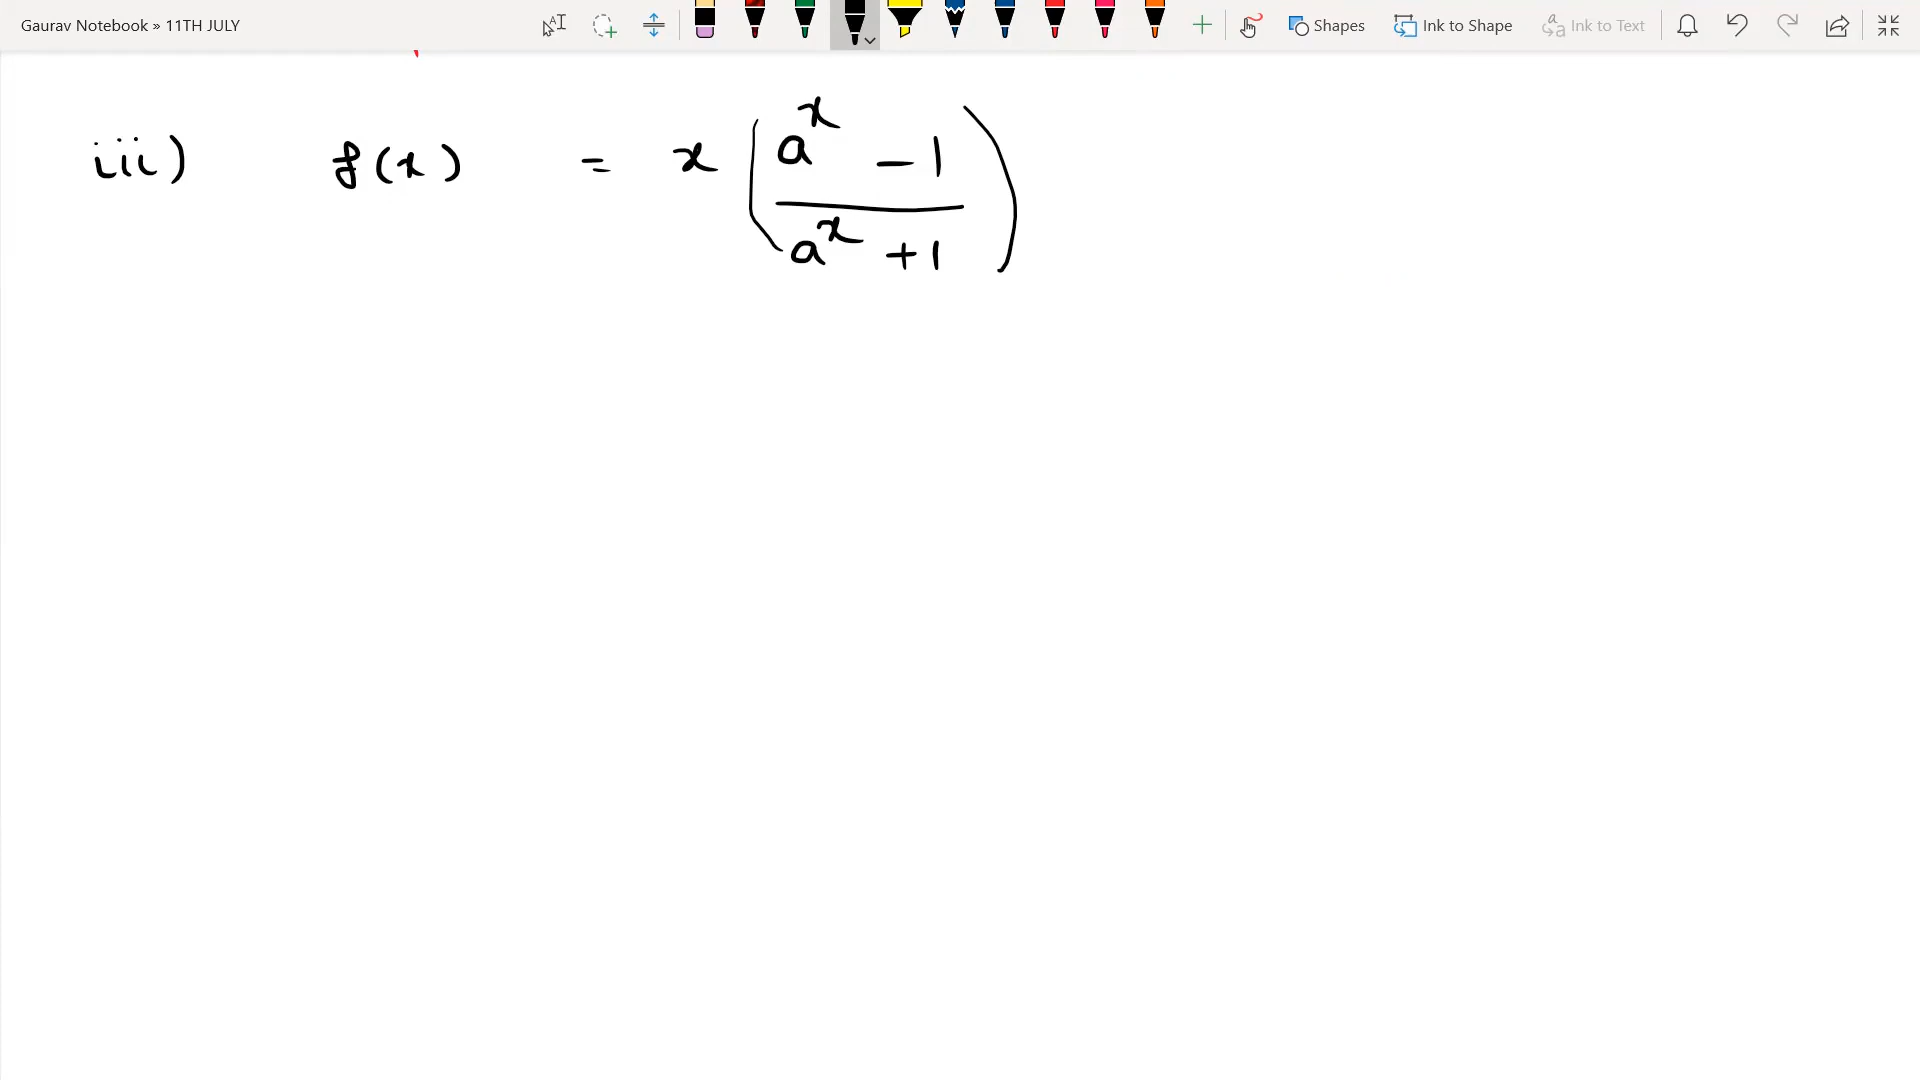 Gaurav Notebook » 11TH JULY
Shapes
Ink to Shape
Ink to Text
iii) f(x) = x (a^x - 1 / a^x + 1)